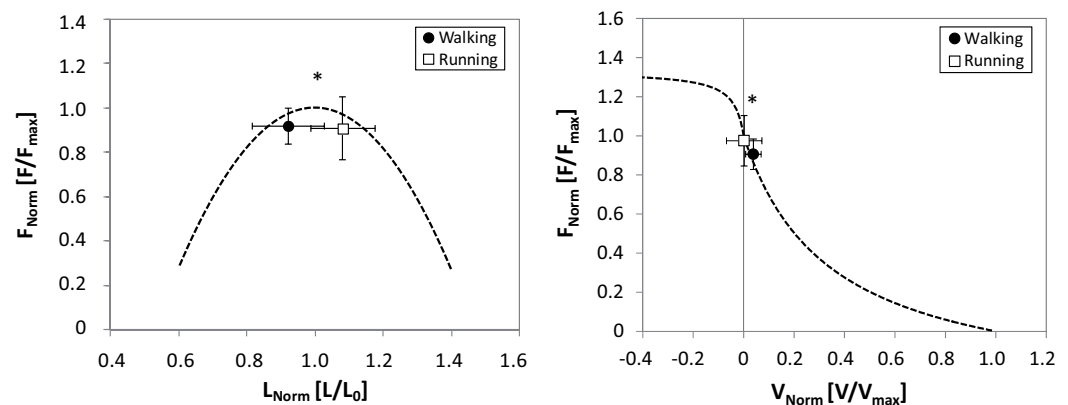 1.4
1.2
1.0
0.8
0.6
0.4
0.2
0
F_Norm [F/F_max]
Walking
Running
*
0.4 0.6 0.8 1.0 1.2 1.4 1.6
L_Norm [L/L_0]
1.6
1.4
1.2
1.0
0.8
0.6
0.4
0.2
0
F_Norm [F/F_max]
Walking
Running
*
-0.4 -0.2 0 0.2 0.4 0.6 0.8 1.0 1.2
V_Norm [V/V_max]